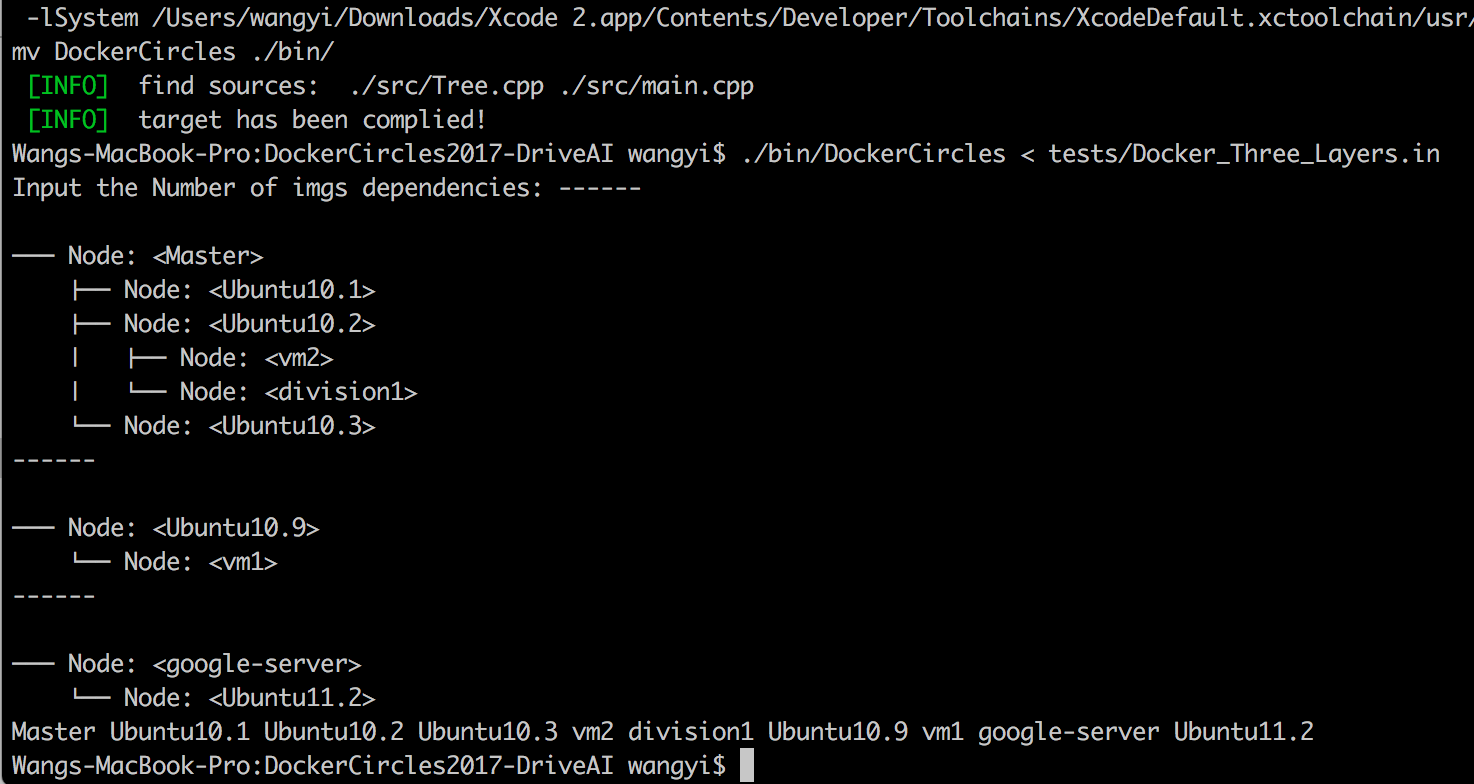 -lSystem /Users/wangyi/Downloads/Xcode 2.app/Contents/Developer/Toolchains/XcodeDefault.xctoolchain/usr/
mv DockerCircles ./bin/
[INFO]  find sources:  ./src/Tree.cpp ./src/main.cpp
[INFO]  target has been complied!
Wangs-MacBook-Pro:DockerCircles2017-DriveAI wangyi$ ./bin/DockerCircles < tests/Docker_Three_Layers.in
Input the Number of imgs dependencies: ------
─── Node: <Master>
    ├── Node: <Ubuntu10.1>
    ├── Node: <Ubuntu10.2>
    |   ├── Node: <vm2>
    |   └── Node: <division1>
    └── Node: <Ubuntu10.3>
------
─── Node: <Ubuntu10.9>
    └── Node: <vm1>
------
─── Node: <google-server>
    └── Node: <Ubuntu11.2>
Master Ubuntu10.1 Ubuntu10.2 Ubuntu10.3 vm2 division1 Ubuntu10.9 vm1 google-server Ubuntu11.2
Wangs-MacBook-Pro:DockerCircles2017-DriveAI wangyi$